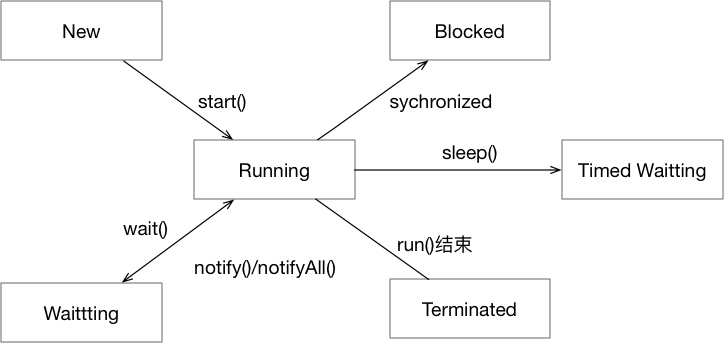 New
Blocked
start()
sychronized
Running
sleep()
Timed Waitting
wait()
run()结束
notify()/notifyAll()
Waittting
Terminated